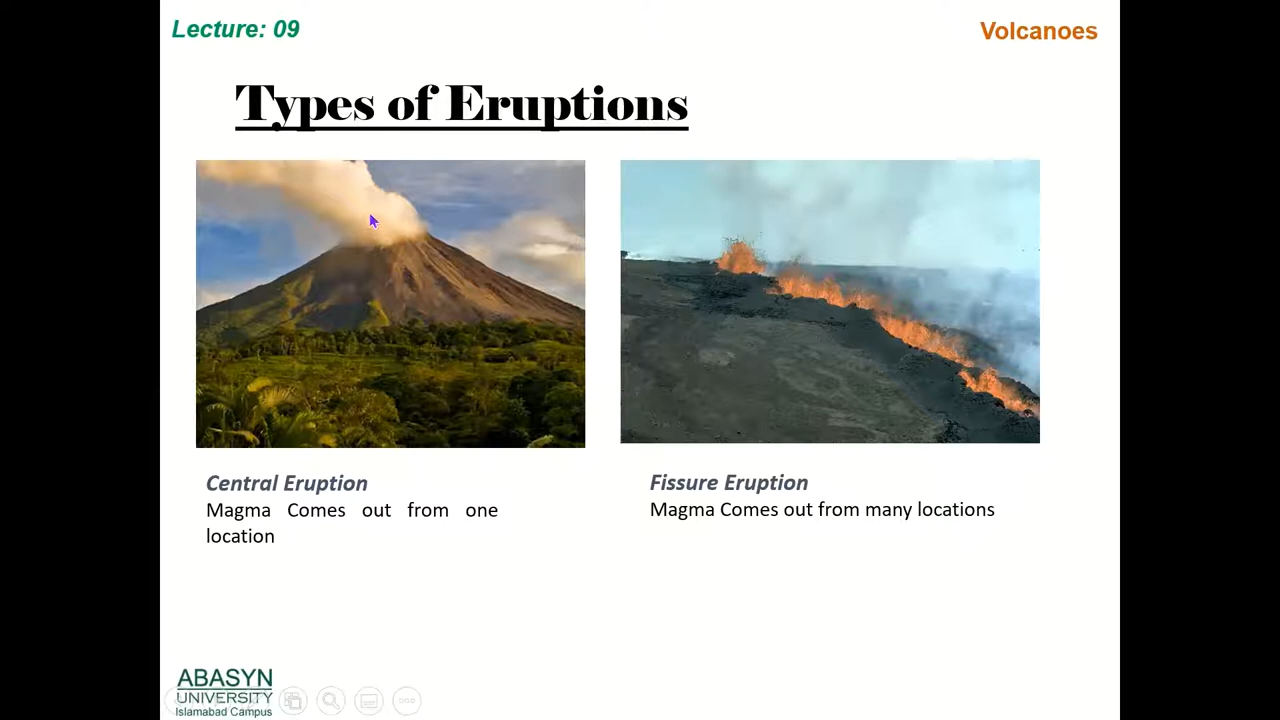 Lecture: 09
Volcanoes
Types of Eruptions
Central Eruption
Magma Comes out from one
location
Fissure Eruption
Magma Comes out from many locations
ABASYN
UNIVERSITY
Islamabad Campus